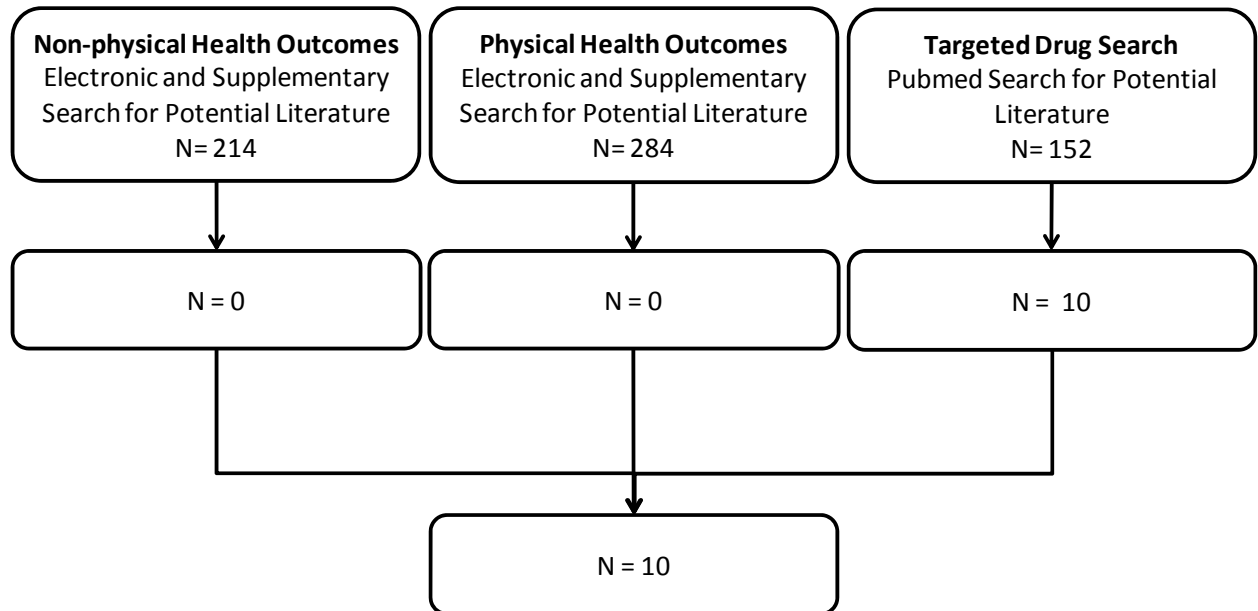 Non-physical Health Outcomes
Electronic and Supplementary
Search for Potential Literature
N= 214
Physical Health Outcomes
Electronic and Supplementary
Search for Potential Literature
N= 284
Targeted Drug Search
Pubmed Search for Potential
Literature
N= 152
N = 0
N = 0
N = 10
N = 10